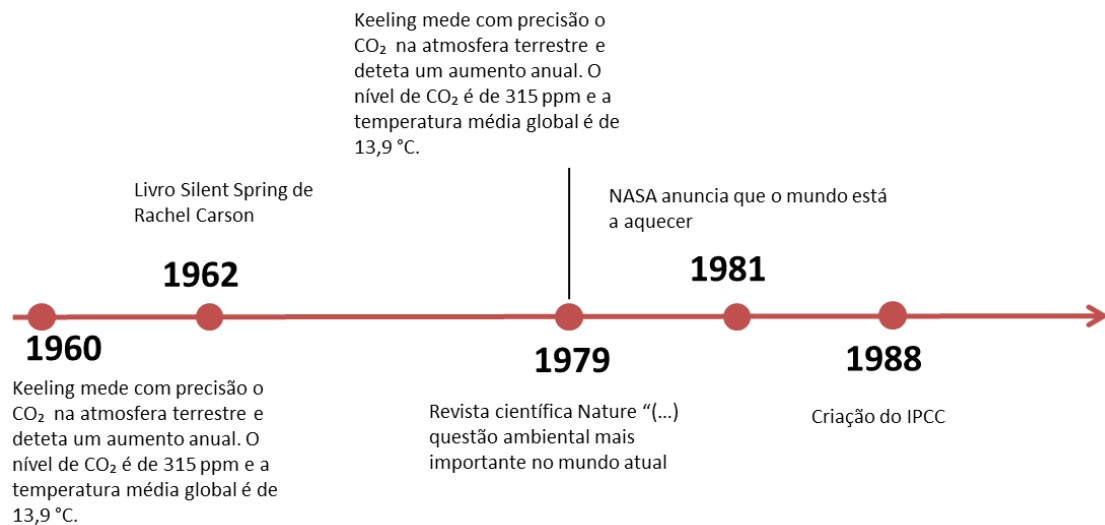 Keeling mede com precisão o
CO₂ na atmosfera terrestre e
deteta um aumento anual. O
nível de CO₂ é de 315 ppm e a
temperatura média global é de
13,9 °C.
Livro Silent Spring de
Rachel Carson
NASA anuncia que o mundo está
a aquecer
1962
1981
1960
1979
1988
Keeling mede com precisão o
CO₂ na atmosfera terrestre e
deteta um aumento anual. O
nível de CO₂ é de 315 ppm e a
temperatura média global é de
13,9 °C.
Revista científica Nature “(...)
questão ambiental mais
importante no mundo atual
Criação do IPCC